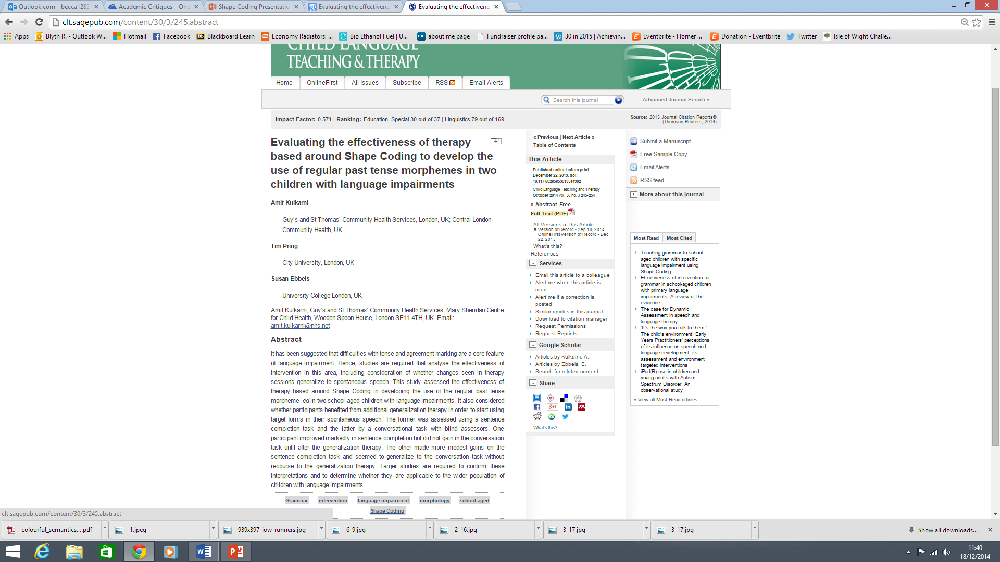 Outlook.com - becca1282
Academic Critiques – One
Shape Coding Presentatio
Evaluating the effectivene
Evaluating the effectivene
clt.sagepub.com/content/30/3/245.abstract
Apps
Blyth R. - Outlook W...
Hotmail
Facebook
Blackboard Learn
Economy Radiators: ...
Bio Ethanol Fuel | U...
about me page
Fundraiser profile pa...
30 in 2015 | Achievin...
Eventbrite - Horner ...
Donation - Eventbrite
Twitter
Isle of Wight Challe...
CHILD LANGUAGE
TEACHING & THERAPY
Home
OnlineFirst
All Issues
Subscribe
RSS
Email Alerts
Search this journal
Advanced Journal Search »
Impact Factor: 0.571 | Ranking: Education, Special 30 out of 37 | Linguistics 79 out of 169
Source: 2013 Journal Citation Reports®
(Thomson Reuters, 2014)
Evaluating the effectiveness of therapy
based around Shape Coding to develop the
use of regular past tense morphemes in two
children with language impairments
Amit Kulkarni
Guy’s and St Thomas’ Community Health Services, London, UK; Central London
Community Health, UK
Tim Pring
City University, London, UK
Susan Ebbels
University College London, UK
Amit Kulkarni, Guy’s and St Thomas’ Community Health Services, Mary Sheridan Centre
for Child Health, Wooden Spoon House, London SE11 4TH, UK. Email:
amit.kulkarni@nhs.net
Abstract
It has been suggested that difficulties with tense and agreement marking are a core feature
of language impairment. Hence, studies are required that analyse the effectiveness of
intervention in this area, including consideration of whether changes seen in therapy
sessions generalize to spontaneous speech. This study assessed the effectiveness of
therapy based around Shape Coding in developing the use of the regular past tense
morpheme -ed in two school-aged children with language impairments. It also considered
whether participants benefited from additional generalization therapy in order to start using
target forms in their spontaneous speech. The former was assessed using a sentence
completion task and the latter by a conversational task with blind assessors. One
participant improved markedly in sentence completion but did not gain in the conversation
task until after the generalization therapy. The other made more modest gains on the
sentence completion task and seemed to generalize to the conversation task without
recourse to the generalization therapy. Larger studies are required to confirm these
interpretations and to determine whether they are applicable to the wider population of
children with language impairments.
Grammar
intervention
language impairment
morphology
school aged
Shape Coding
« Previous | Next Article »
Table of Contents
This Article
Published online before print
December 22, 2013, doi:
10.1177/0265659013514982
Child Language Teaching and Therapy
October 2014 vol. 30 no. 3 245-254
» Abstract Free
Full Text (PDF)
All Versions of this Article:
» Version of Record - Sep 18, 2014
OnlineFirst Version of Record - Dec
22, 2013
What's this?
References
- Services
Email this article to a colleague
Alert me when this article is
cited
Alert me if a correction is
posted
Similar articles in this journal
Download to citation manager
Request Permissions
Request Reprints
- Google Scholar
Articles by Kulkarni, A.
Articles by Ebbels, S.
Search for related content
- Share
What's this?
Submit a Manuscript
Free Sample Copy
Email Alerts
RSS feed
+ More about this journal
Most Read
Most Cited
Teaching grammar to school-
aged children with specific
language impairment using
Shape Coding
Effectiveness of intervention for
grammar in school-aged children
with primary language
impairments: A review of the
evidence
The case for Dynamic
Assessment in speech and
language therapy
'It's the way you talk to them.'
The child's environment: Early
Years Practitioners' perceptions
of its influence on speech and
language development, its
assessment and environment
targeted interventions
iPad(R) use in children and
young adults with Autism
Spectrum Disorder: An
observational study
» View all Most Read articles
clt.sagepub.com/content/30/3/245.abstract
colourful_semantics....pdf
1.jpeg
939x397-iow-runners.jpg
6-9.jpg
2-16.jpg
3-17.jpg
3-17.jpg
Show all downloads...
11:40
18/12/2014